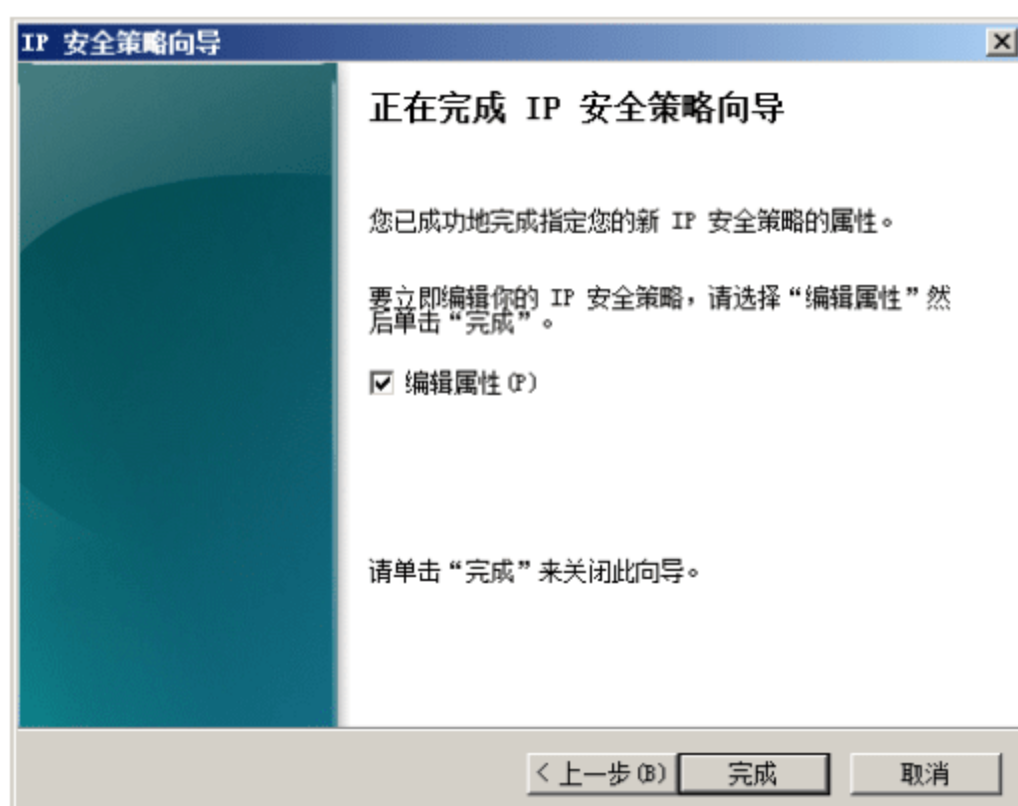 IP 安全策略向导
正在完成 IP 安全策略向导
您已成功地完成指定您的新 IP 安全策略的属性。
要立即编辑你的 IP 安全策略，请选择“编辑属性”然
后单击“完成”。
编辑属性(P)
请单击“完成”来关闭此向导。
< 上一步(B)
完成
取消